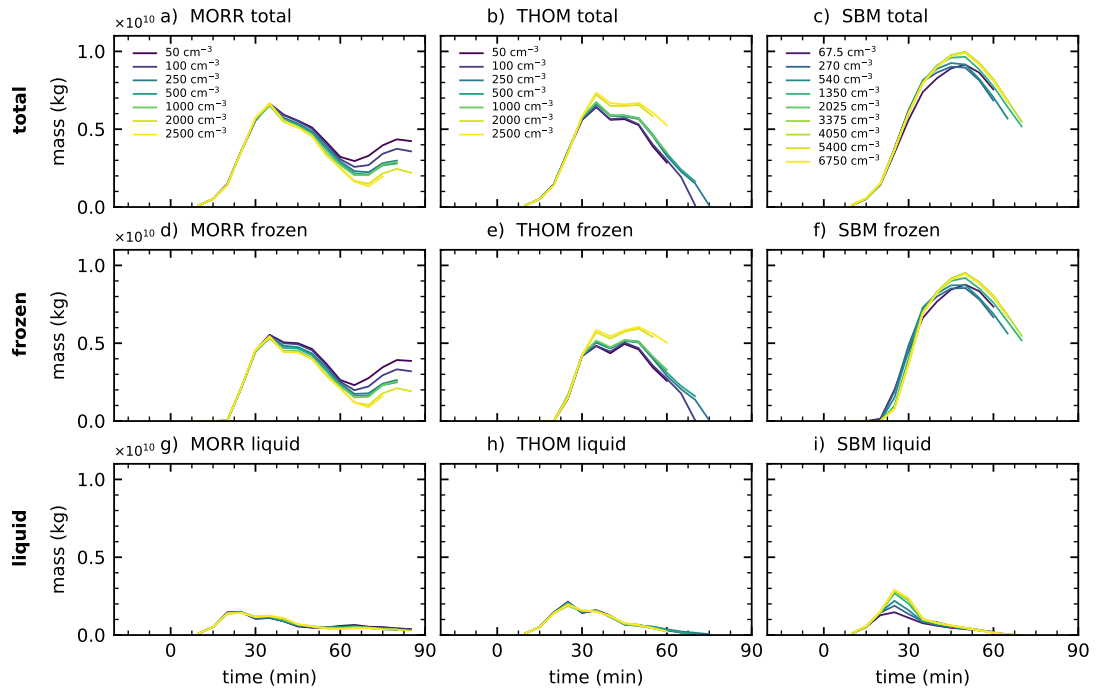 a) MORR total
b) THOM total
c) SBM total
×10¹⁰
total
mass (kg)
1.0
0.5
0.0
50 cm⁻³
100 cm⁻³
250 cm⁻³
500 cm⁻³
1000 cm⁻³
2000 cm⁻³
2500 cm⁻³
50 cm⁻³
100 cm⁻³
250 cm⁻³
500 cm⁻³
1000 cm⁻³
2000 cm⁻³
2500 cm⁻³
67.5 cm⁻³
270 cm⁻³
540 cm⁻³
1350 cm⁻³
2025 cm⁻³
3375 cm⁻³
4050 cm⁻³
5400 cm⁻³
6750 cm⁻³
d) MORR frozen
e) THOM frozen
f) SBM frozen
×10¹⁰
frozen
mass (kg)
1.0
0.5
0.0
g) MORR liquid
h) THOM liquid
i) SBM liquid
×10¹⁰
liquid
mass (kg)
1.0
0.5
0.0
0 30 60 90
0 30 60 90
0 30 60 90
time (min)
time (min)
time (min)